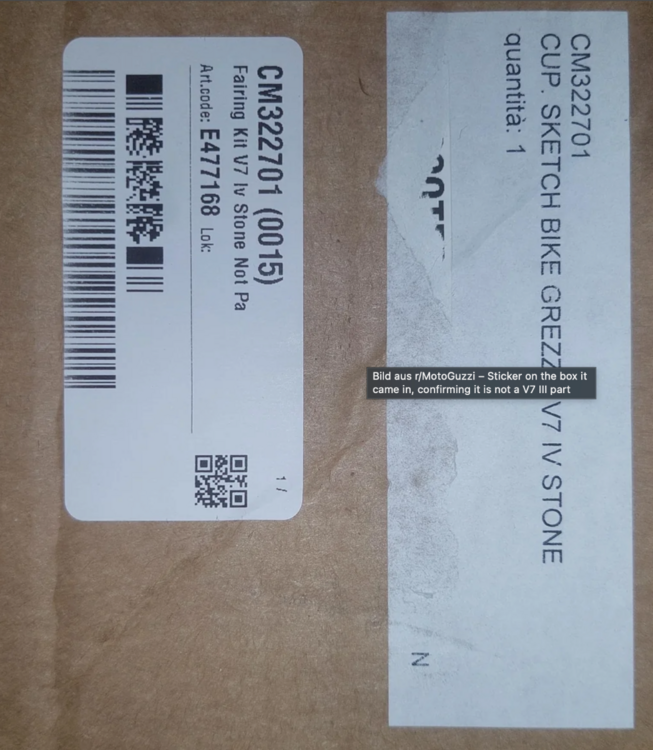 CM322701 (0015)
Fairing Kit V7 Iv Stone Not Pa
Art.code: E477168 Lok:
1 /
CM322701
CUP. SKETCH BIKE GREZZ V7 IV STONE
quantità: 1
N
Bild aus r/MotoGuzzi – Sticker on the box it
came in, confirming it is not a V7 III part